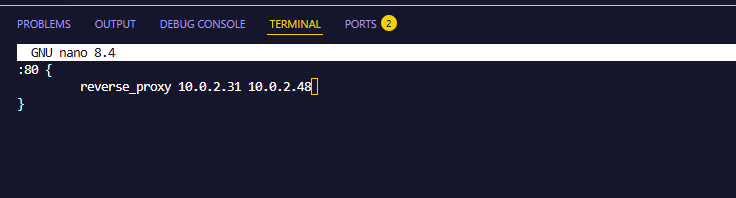 PROBLEMS OUTPUT DEBUG CONSOLE TERMINAL PORTS 2
GNU nano 8.4
:80 {
reverse_proxy 10.0.2.31 10.0.2.48
}